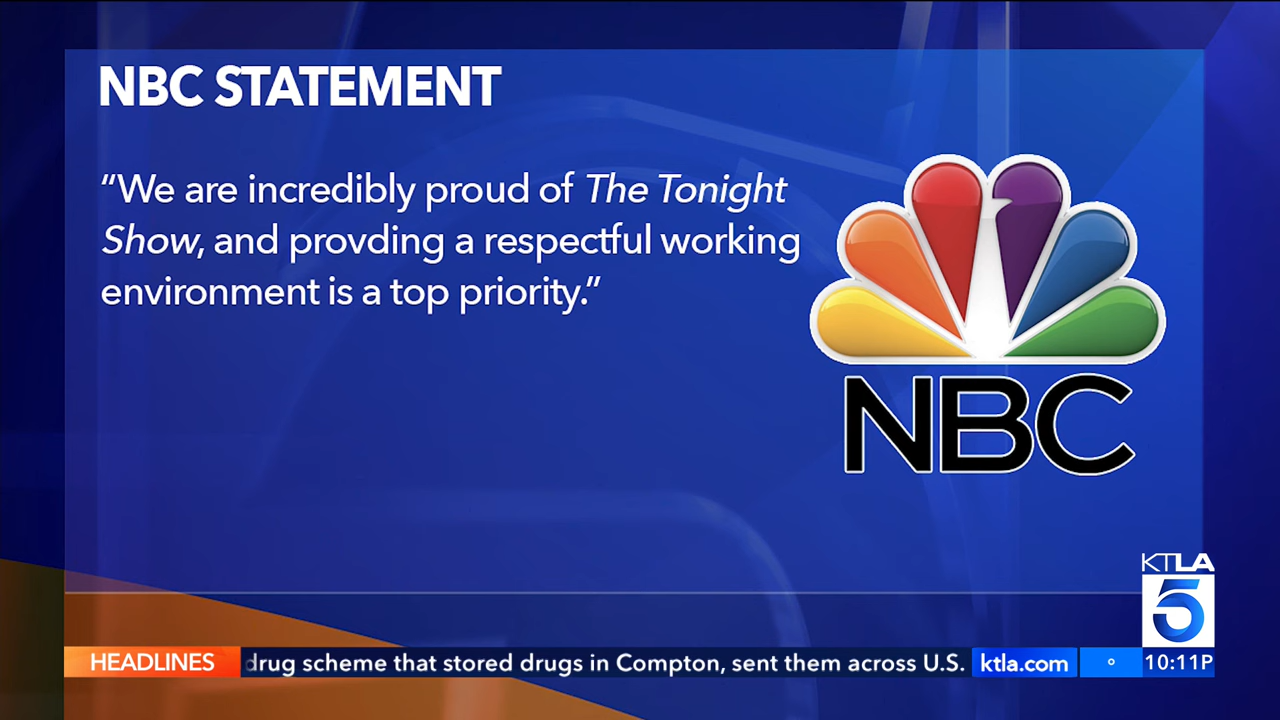 NBC STATEMENT
“We are incredibly proud of The Tonight
Show, and provding a respectful working
environment is a top priority.”
NBC
KTLA
5
HEADLINES drug scheme that stored drugs in Compton, sent them across U.S. ktla.com ° 10:11P